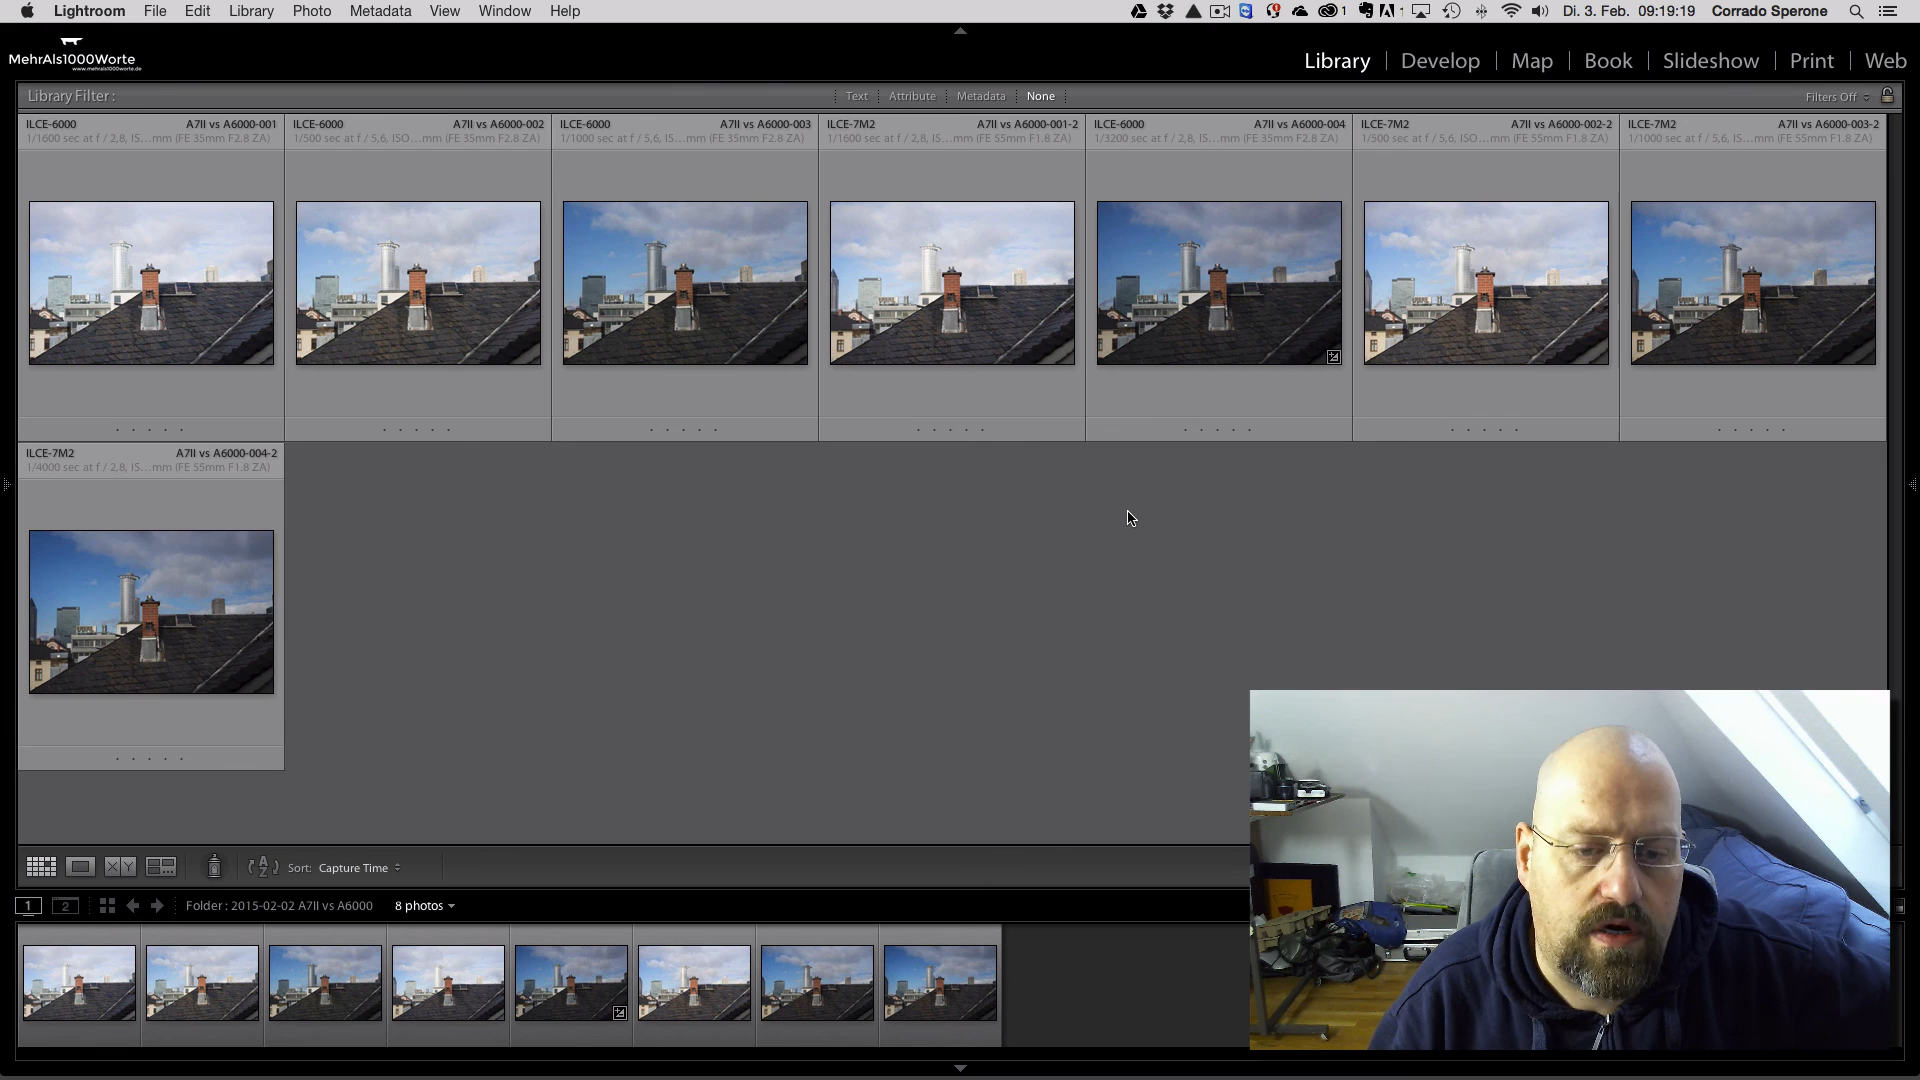 Lightroom File Edit Library Photo Metadata View Window Help 1 1 Di. 3. Feb. 09:19:19 Corrado Sperone
MehrAls1000Worte
www.mehrals1000worte.de
Library Develop Map Book Slideshow Print Web
Library Filter : Text Attribute Metadata None Filters Off
ILCE-6000 A7II vs A6000-001 ILCE-6000 A7II vs A6000-002 ILCE-6000 A7II vs A6000-003 ILCE-7M2 A7II vs A6000-001-2 ILCE-6000 A7II vs A6000-004 ILCE-7M2 A7II vs A6000-002-2 ILCE-7M2 A7II vs A6000-003-2
1/1600 sec at f / 2,8, IS...mm (FE 35mm F2.8 ZA) 1/500 sec at f / 5,6, ISO...mm (FE 35mm F2.8 ZA) 1/1000 sec at f / 5,6, IS...mm (FE 35mm F2.8 ZA) 1/1600 sec at f / 2,8, IS...mm (FE 55mm F1.8 ZA) 1/3200 sec at f / 2,8, IS...mm (FE 35mm F2.8 ZA) 1/500 sec at f / 5,6, ISO...mm (FE 55mm F1.8 ZA) 1/1000 sec at f / 5,6, IS...mm (FE 55mm F1.8 ZA)
ILCE-7M2 A7II vs A6000-004-2
1/4000 sec at f / 2,8, IS...mm (FE 55mm F1.8 ZA)
X Y A Z Sort: Capture Time
1 2 Folder : 2015-02-02 A7II vs A6000 8 photos